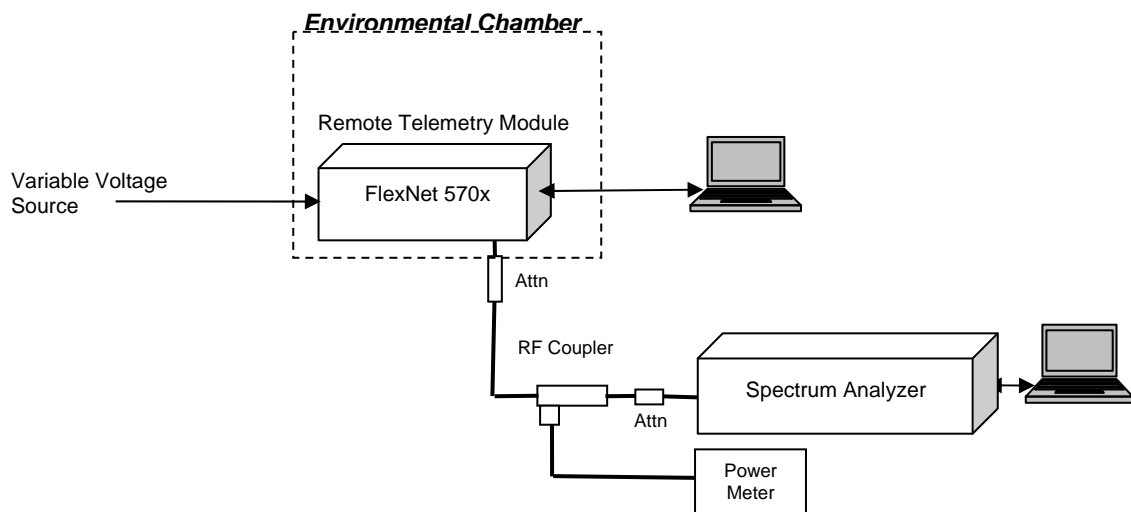 Environmental Chamber
Remote Telemetry Module
FlexNet 570x
Variable Voltage
Source
Attn
RF Coupler
Spectrum Analyzer
Attn
Power
Meter